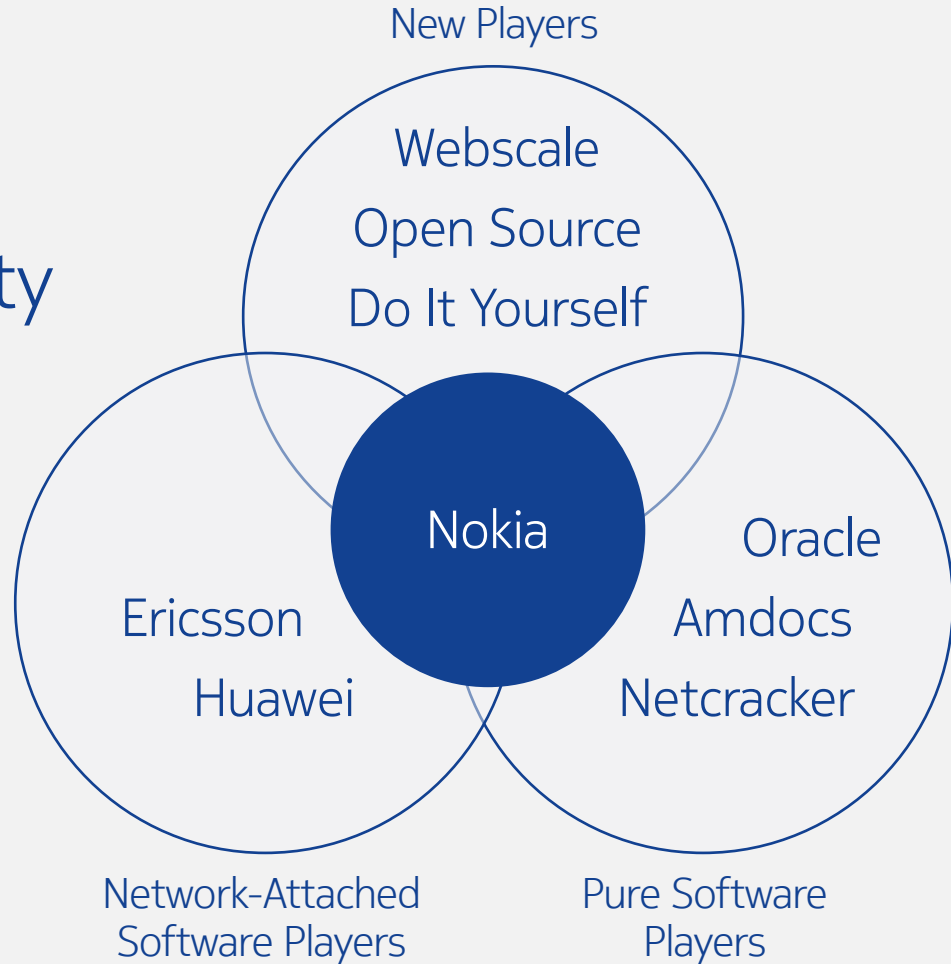 New Players
Webscale
Open Source
ty
Do It Yourself
Nokia
Oracle
Ericsson
Amdocs
Huawei
Netcracker
Network-Attached
Software Players
Pure Software
Players